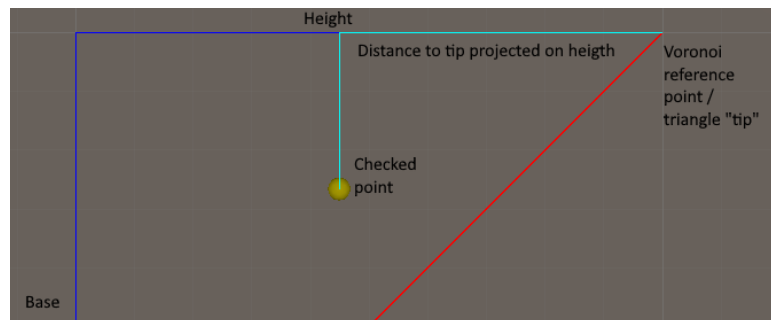 Height
Distance to tip projected on heigth
Voronoi
reference
point /
triangle "tip"
Checked
point
Base